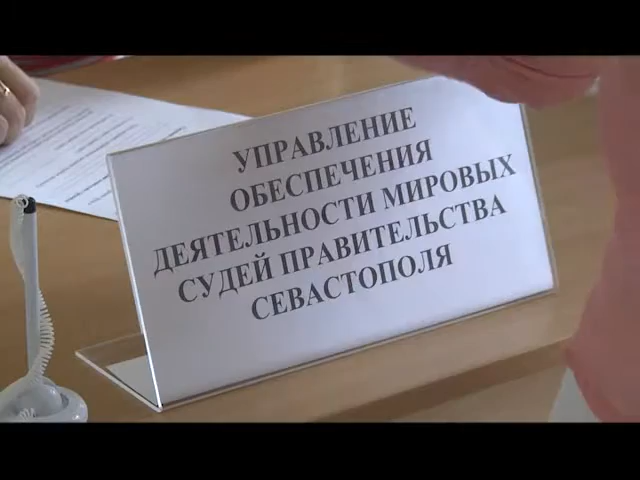 УПРАВЛЕНИЕ
ОБЕСПЕЧЕНИЯ
ДЕЯТЕЛЬНОСТИ МИРОВЫХ
СУДЕЙ ПРАВИТЕЛЬСТВА
СЕВАСТОПОЛЯ